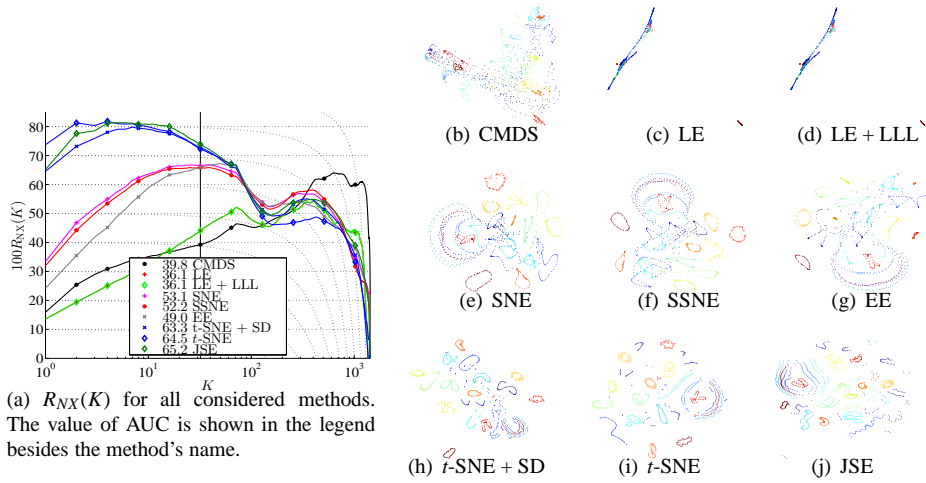 (b) CMDS
(c) LE
(d) LE + LLL
80
70
60
50
40
30
20
10
0
100R_NX(K)
39.8 CMDS
36.1 LE
36.1 LE + LLL
53.1 SNE
52.2 SSNE
49.0 EE
63.3 t-SNE + SD
64.5 t-SNE
65.2 JSE
10^0
10^1
10^2
10^3
K
(e) SNE
(f) SSNE
(g) EE
(a) R_NX(K) for all considered methods.
The value of AUC is shown in the legend
besides the method's name.
(h) t-SNE + SD
(i) t-SNE
(j) JSE